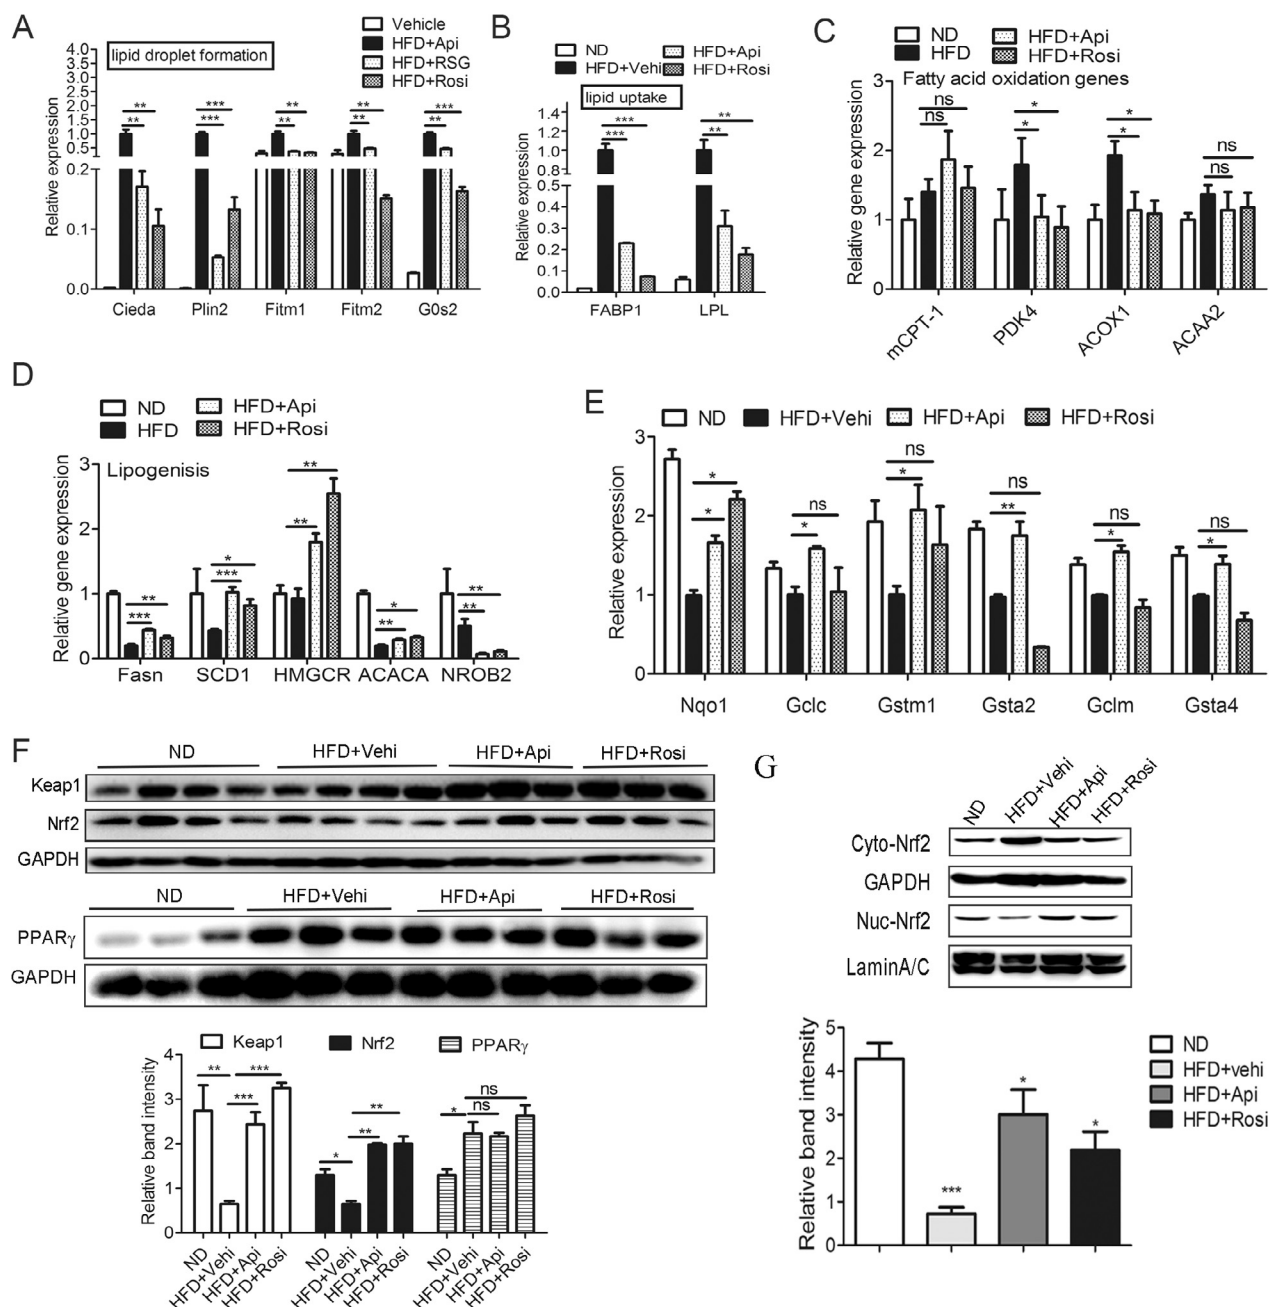 A
Vehicle
HFD+Api
HFD+RSG
HFD+Rosi
lipid droplet formation
Relative expression
4.0
3.5
3.0
2.5
2.0
1.5
1.0
0.5
0.2
0.1
0.0
** ** *** *** ** ** ** ** *** **
Cieda Plin2 Fitm1 Fitm2 G0s2
B
ND HFD+Api
HFD+Vehi HFD+Rosi
lipid uptake
Relative expression
1.4
1.2
1.0
0.8
0.5
0.4
0.3
0.2
0.1
0.0
*** *** ** **
FABP1 LPL
C
ND HFD+Api
HFD HFD+Rosi
Fatty acid oxidation genes
Relative gene expression
3
2
1
0
ns ns * * * * ns ns
mCPT-1 PDK4 ACOX1 ACAA2
D
ND HFD+Api
HFD HFD+Rosi
Lipogenisis
Relative gene expression
3
2
1
0
** *** * *** ** ** * ** ** **
Fasn SCD1 HMGCR ACACA NROB2
E
ND HFD+Vehi HFD+Api HFD+Rosi
Relative expression
3
2
1
0
* * ns * ns * ns ** ns * ns *
Nqo1 Gclc Gstm1 Gsta2 Gclm Gsta4
F
ND HFD+Vehi HFD+Api HFD+Rosi
Keap1
Nrf2
GAPDH
ND HFD+Vehi HFD+Api HFD+Rosi
PPARγ
GAPDH
Keap1 Nrf2 PPARγ
Relative band intensity
4
3
2
1
0
** *** *** * ** ** * ns ns
ND HFD+Vehi HFD+Api HFD+Rosi ND HFD+Vehi HFD+Api HFD+Rosi ND HFD+Vehi HFD+Api HFD+Rosi
G
ND HFD+Vehi HFD+Api HFD+Rosi
Cyto-Nrf2
GAPDH
Nuc-Nrf2
LaminA/C
Relative band intensity
5
4
3
2
1
0
*** * *
ND
HFD+vehi
HFD+Api
HFD+Rosi